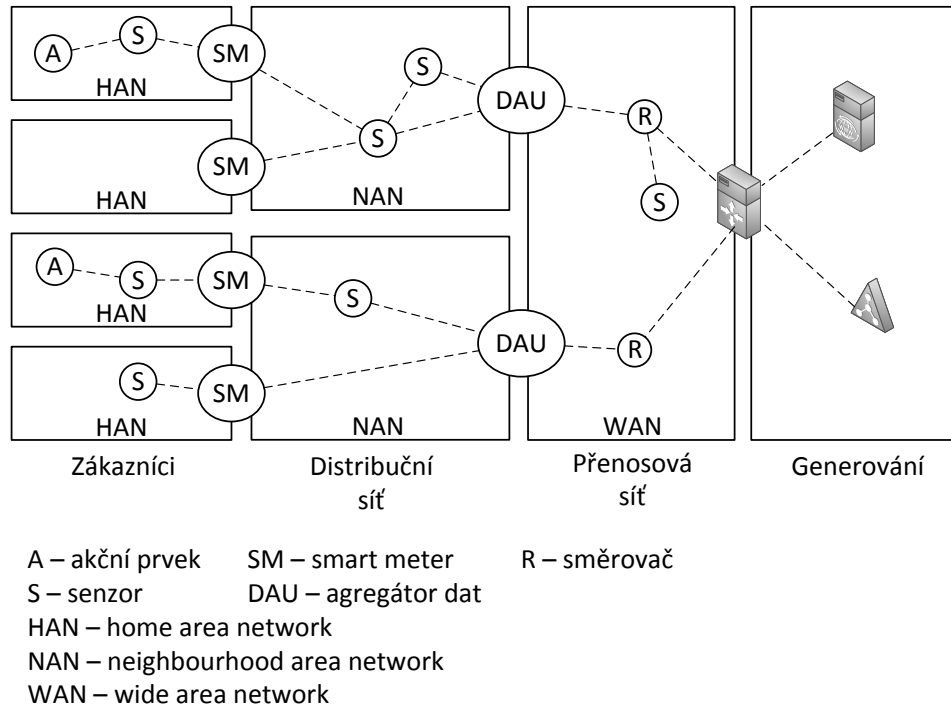 A
S
SM
HAN
S
S
DAU
R
SM
HAN
NAN
S
A
S
SM
HAN
S
DAU
R
S
SM
HAN
NAN
WAN
Zákazníci
Distribuční
síť
Přenosová
síť
Generování
A – akční prvek
SM – smart meter
R – směrovač
S – senzor
DAU – agregátor dat
HAN – home area network
NAN – neighbourhood area network
WAN – wide area network